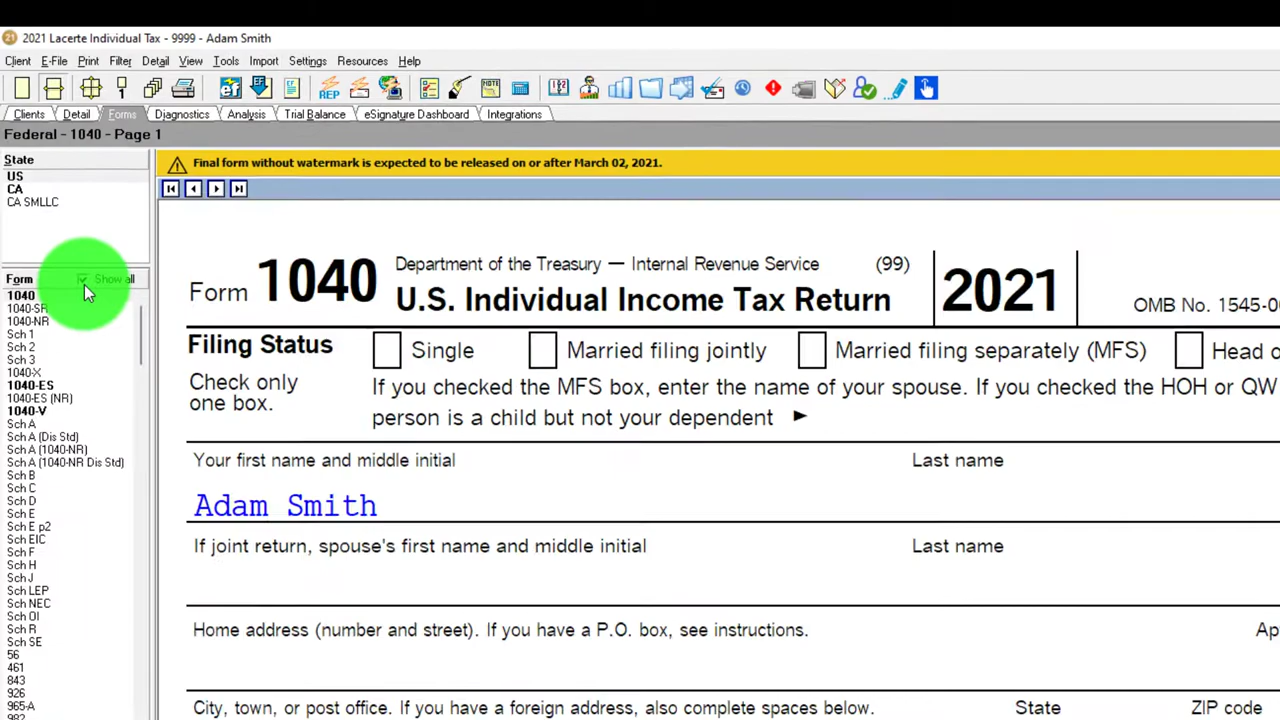 2021 Lacerte Individual Tax - 9999 - Adam Smith
Client E-File Print Filter Detail View Tools Import Settings Resources Help
REP
NOTE
Clients Detail Forms Diagnostics Analysis Trial Balance eSignature Dashboard Integrations
Federal - 1040 - Page 1
State
US
CA
CA SMLLC
Form Show all
1040
1040-SR
1040-NR
Sch 1
Sch 2
Sch 3
1040-X
1040-ES
1040-ES (NR)
1040-V
Sch A
Sch A (Dis Std)
Sch A (1040-NR)
Sch A (1040-NR Dis Std)
Sch B
Sch C
Sch D
Sch E
Sch E p2
Sch EIC
Sch F
Sch H
Sch J
Sch LEP
Sch NEC
Sch OI
Sch R
Sch SE
56
461
843
926
965-A
Final form without watermark is expected to be released on or after March 02, 2021.
Form 1040 Department of the Treasury — Internal Revenue Service (99)
U.S. Individual Income Tax Return 2021 OMB No. 1545-00
Filing Status Single Married filing jointly Married filing separately (MFS) Head o
Check only one box.
If you checked the MFS box, enter the name of your spouse. If you checked the HOH or QW
person is a child but not your dependent ►
Your first name and middle initial Last name
Adam Smith
If joint return, spouse's first name and middle initial Last name
Home address (number and street). If you have a P.O. box, see instructions. Ap
City, town, or post office. If you have a foreign address, also complete spaces below. State ZIP code